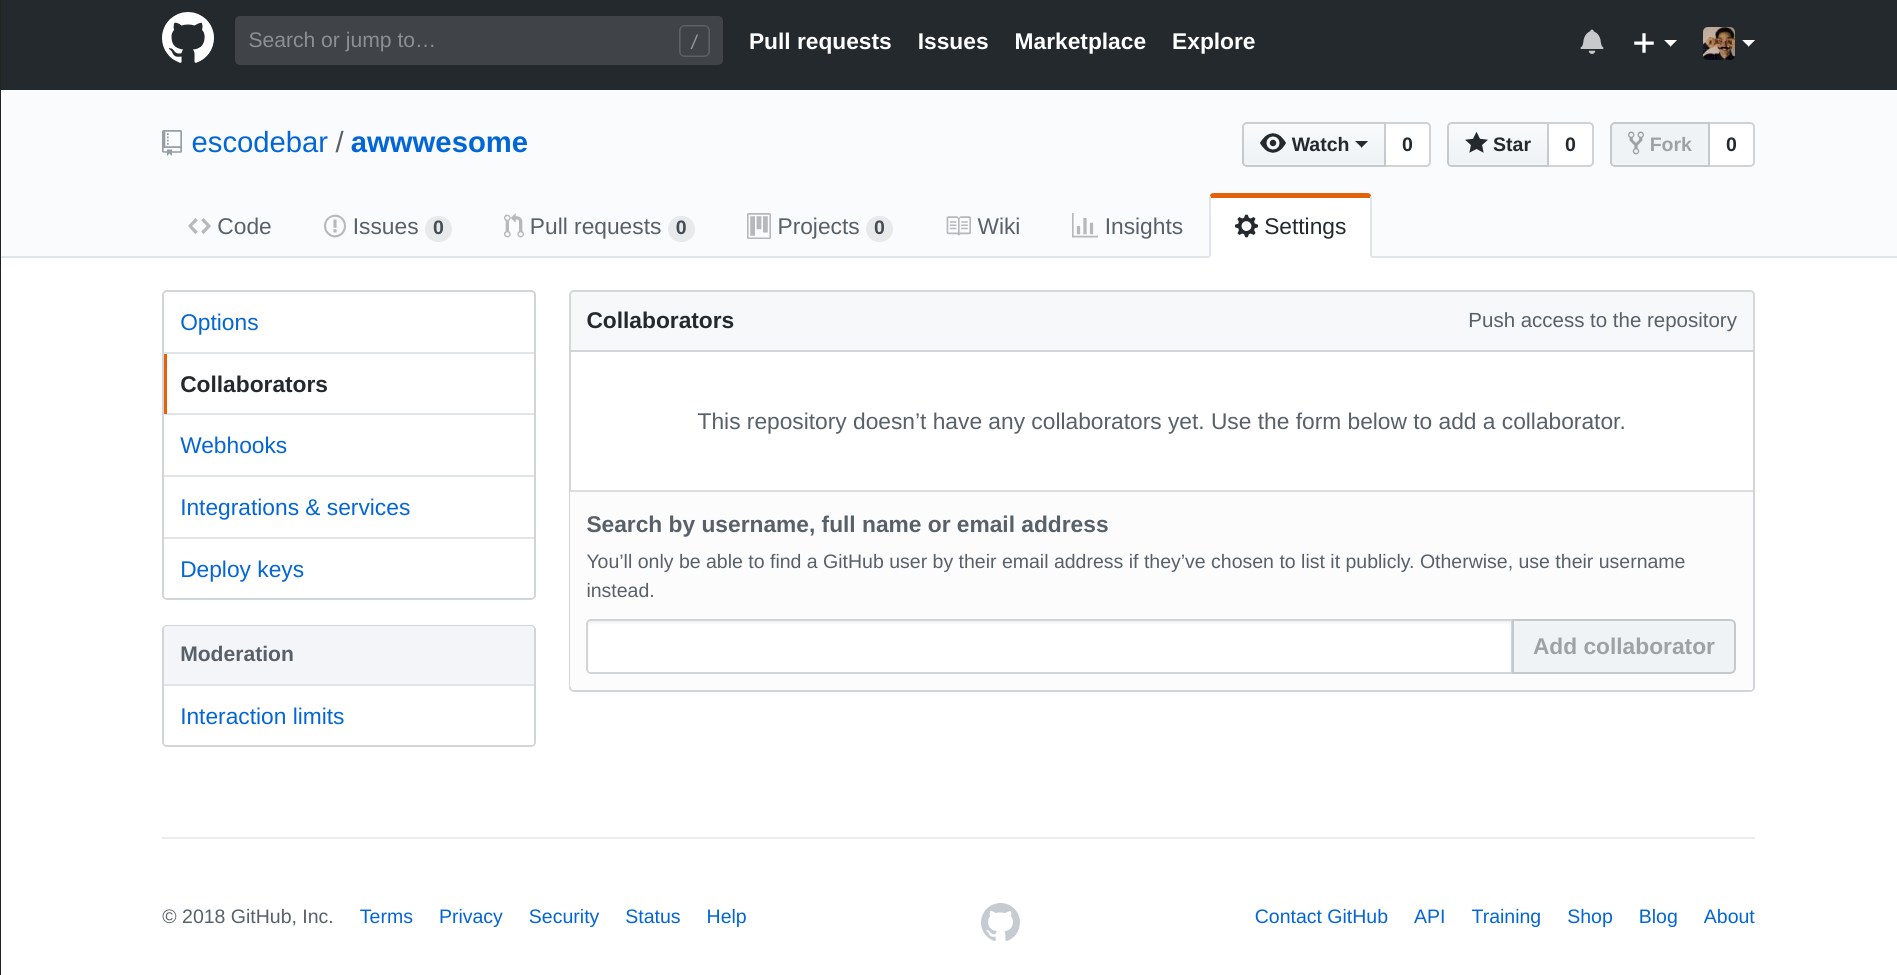 Search or jump to… /
Pull requests Issues Marketplace Explore
escodebar / awwwesome
Watch 0 Star 0 Fork 0
Code Issues 0 Pull requests 0 Projects 0 Wiki Insights Settings
Options
Collaborators
Webhooks
Integrations & services
Deploy keys
Moderation
Interaction limits
Collaborators Push access to the repository
This repository doesn’t have any collaborators yet. Use the form below to add a collaborator.
Search by username, full name or email address
You’ll only be able to find a GitHub user by their email address if they’ve chosen to list it publicly. Otherwise, use their username
instead.
Add collaborator
© 2018 GitHub, Inc. Terms Privacy Security Status Help
Contact GitHub API Training Shop Blog About